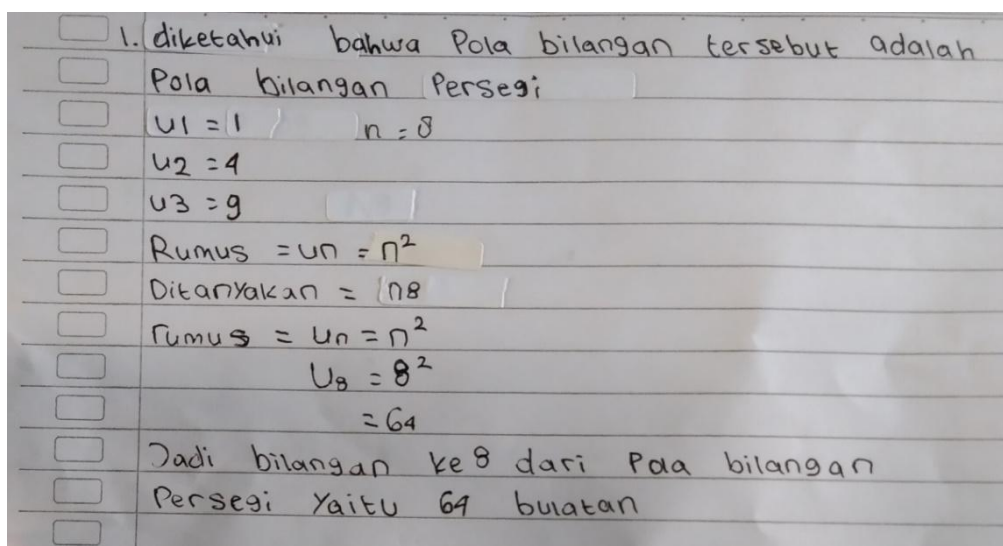 1. diketahui bahwa Pola bilangan tersebut adalah
Pola bilangan Persegi
U1 = 1 n = 8
U2 = 4
U3 = 9
Rumus = Un = n²
Ditanyakan = n8
rumus = Un = n²
U₈ = 8²
= 64
Jadi bilangan ke 8 dari Pola bilangan
Persegi Yaitu 64 bulatan